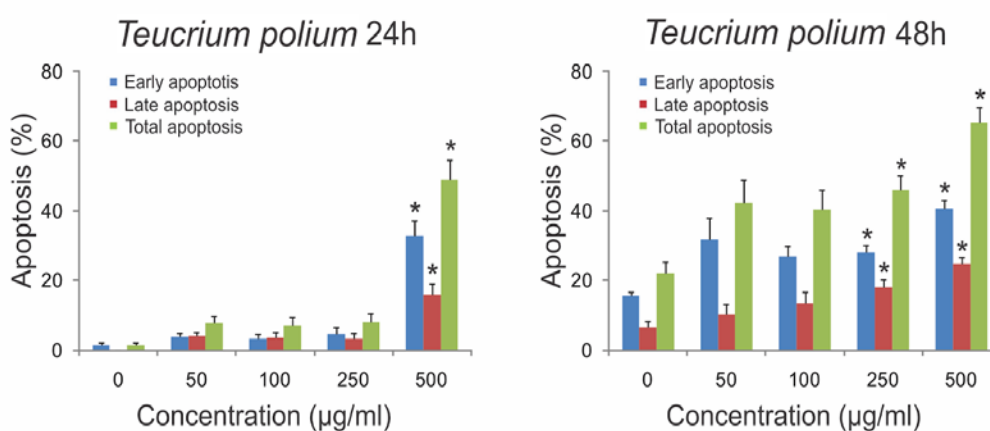 Teucrium polium 24h
80
60
40
20
0
Apoptosis (%)
Early apoptotis
Late apoptosis
Total apoptosis
*
*
*
0 50 100 250 500
Concentration (µg/ml)
Teucrium polium 48h
80
60
40
20
0
Apoptosis (%)
Early apoptosis
Late apoptosis
Total apoptosis
*
*
*
*
*
*
0 50 100 250 500
Concentration (µg/ml)